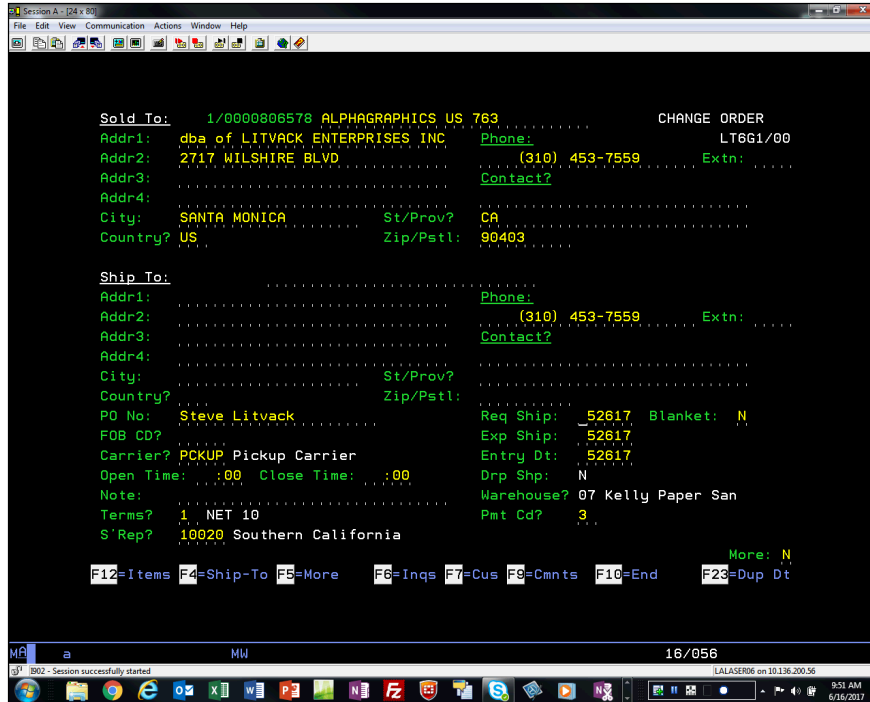 Session A - [24 x 80]
File Edit View Communication Actions Window Help
Sold To: 1/0000806578 ALPHAGRAPHICS US 763 CHANGE ORDER
Addr1: dba of LITVACK ENTERPRISES INC Phone: LT6G1/00
Addr2: 2717 WILSHIRE BLVD (310) 453-7559 Extn:
Addr3: Contact?
Addr4:
City: SANTA MONICA St/Prov? CA
Country? US Zip/Pstl: 90403
Ship To:
Addr1: Phone:
Addr2: (310) 453-7559 Extn:
Addr3: Contact?
Addr4:
City: St/Prov?
Country? Zip/Pstl:
PO No: Steve Litvack Req Ship: 52617 Blanket: N
FOB CD? Exp Ship: 52617
Carrier? PCKUP Pickup Carrier Entry Dt: 52617
Open Time: :00 Close Time: :00 Drp Shp: N
Note: Warehouse? 07 Kelly Paper San
Terms? 1 NET 10 Pmt Cd? 3
S'Rep? 10020 Southern California
More: N
F12=Items F4=Ship-To F5=More F6=Inqs F7=Cus F9=Cmnts F10=End F23=Dup Dt
MA a MW 16/056
I902 - Session successfully started LALASER06 on 10.136.200.56
9:51 AM
6/16/2017